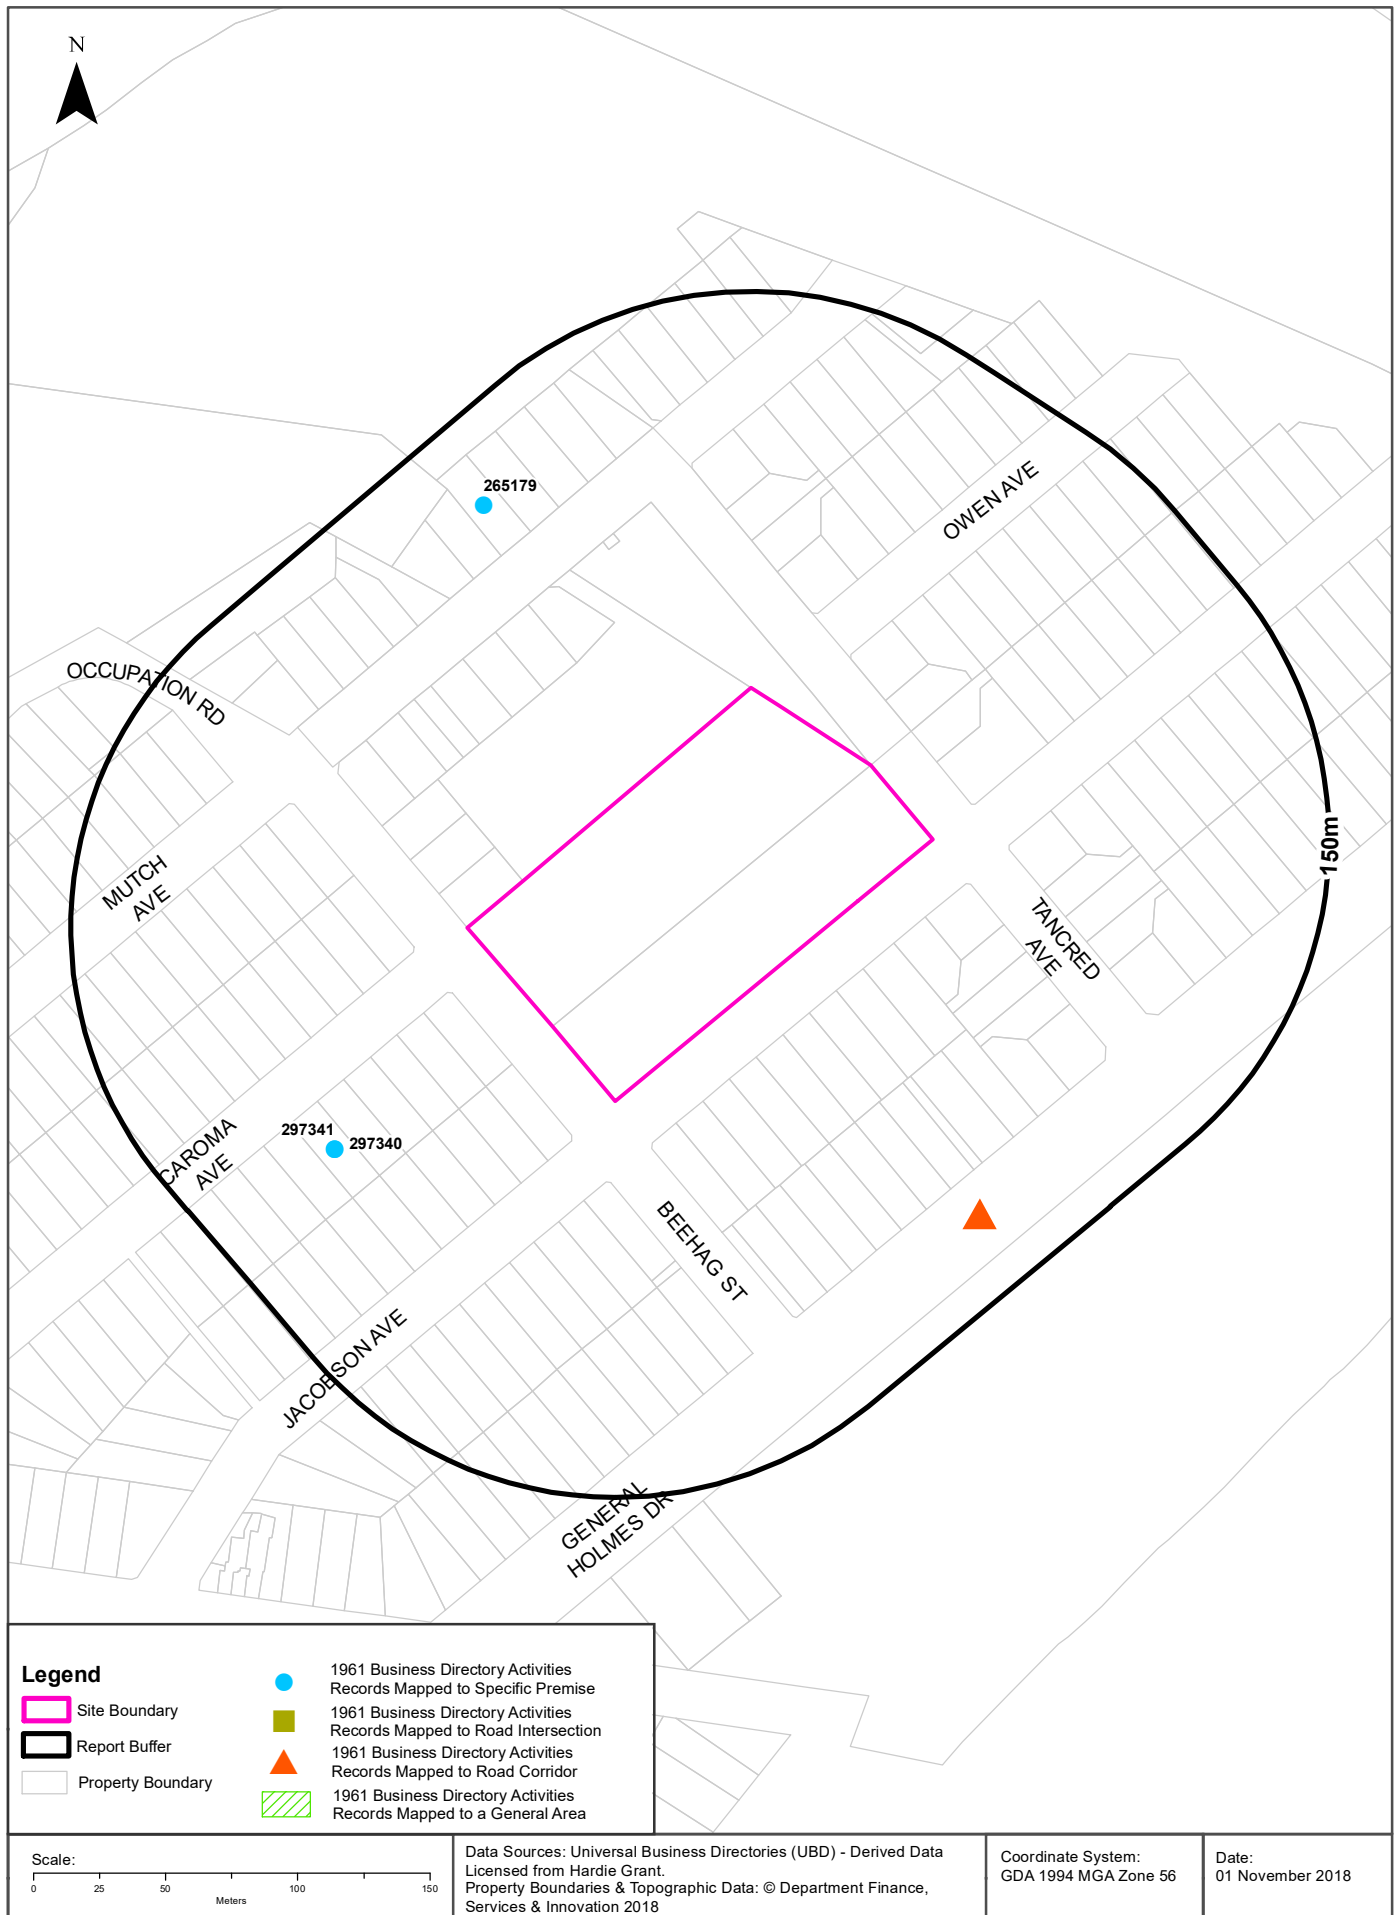 N
265179
OWEN AVE
OCCUPATION RD
150m
MUTCH
AVE
TANCRED
AVE
297341
297340
CAROMA
AVE
BEEHAG ST
JACOBSON AVE
GENERAL
HOLMES DR
Legend
Site Boundary
Report Buffer
Property Boundary
1961 Business Directory Activities
Records Mapped to Specific Premise
1961 Business Directory Activities
Records Mapped to Road Intersection
1961 Business Directory Activities
Records Mapped to Road Corridor
1961 Business Directory Activities
Records Mapped to a General Area
Scale:
0 25 50 100 150
Meters
Data Sources: Universal Business Directories (UBD) - Derived Data
Licensed from Hardie Grant.
Property Boundaries & Topographic Data: © Department Finance,
Services & Innovation 2018
Coordinate System:
GDA 1994 MGA Zone 56
Date:
01 November 2018